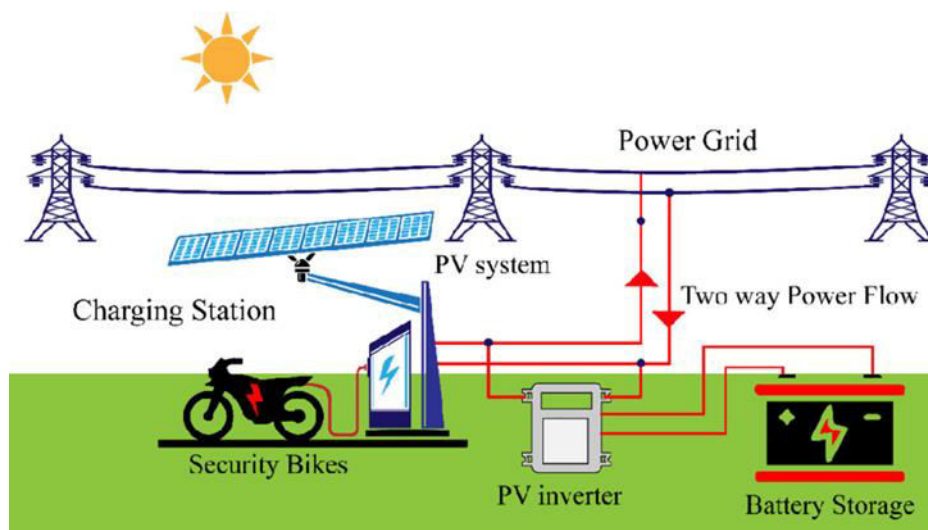 Power Grid
PV system
Two way Power Flow
Charging Station
Security Bikes
PV inverter
Battery Storage